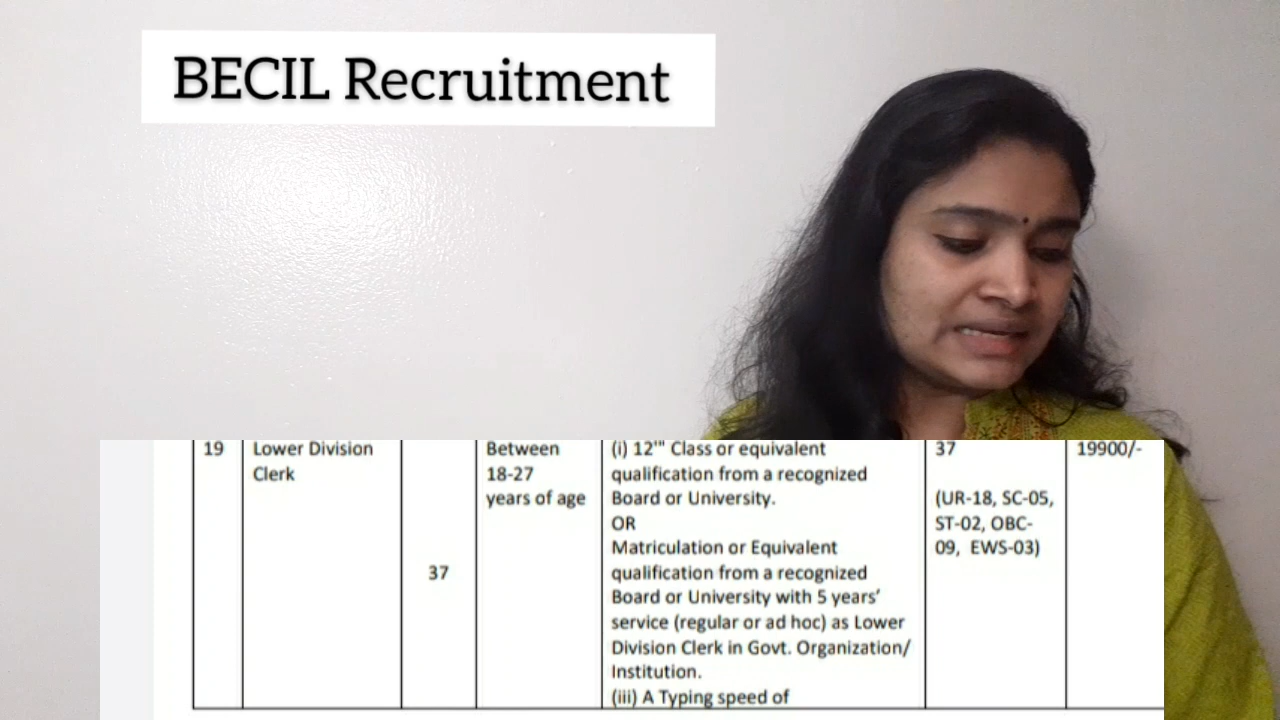 BECIL Recruitment
19 Lower Division Clerk 37 Between 18-27 years of age
(i) 12'" Class or equivalent
qualification from a recognized
Board or University.
OR
Matriculation or Equivalent
qualification from a recognized
Board or University with 5 years'
service (regular or ad hoc) as Lower
Division Clerk in Govt. Organization/
Institution.
(iii) A Typing speed of
37
(UR-18, SC-05,
ST-02, OBC-
09, EWS-03)
19900/-